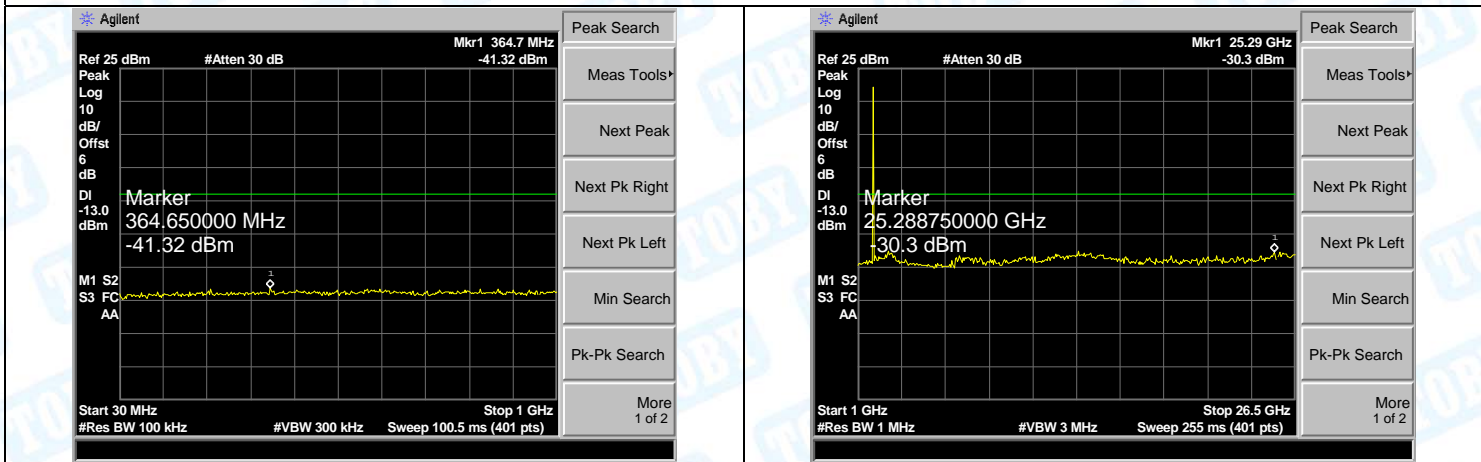 Agilent
Peak Search
Mkr1 364.7 MHz
Ref 25 dBm #Atten 30 dB -41.32 dBm
Peak
Log
10
dB/
Offst
6
dB
DI
-13.0
dBm
Marker
364.650000 MHz
-41.32 dBm
1
M1 S2
S3 FC
AA
Start 30 MHz Stop 1 GHz
#Res BW 100 kHz #VBW 300 kHz Sweep 100.5 ms (401 pts)
Meas Tools
Next Peak
Next Pk Right
Next Pk Left
Min Search
Pk-Pk Search
More
1 of 2
Agilent
Peak Search
Mkr1 25.29 GHz
Ref 25 dBm #Atten 30 dB -30.3 dBm
Peak
Log
10
dB/
Offst
6
dB
DI
-13.0
dBm
Marker
25.288750000 GHz
-30.3 dBm
1
M1 S2
S3 FC
AA
Start 1 GHz Stop 26.5 GHz
#Res BW 1 MHz #VBW 3 MHz Sweep 255 ms (401 pts)
Meas Tools
Next Peak
Next Pk Right
Next Pk Left
Min Search
Pk-Pk Search
More
1 of 2
TOBY